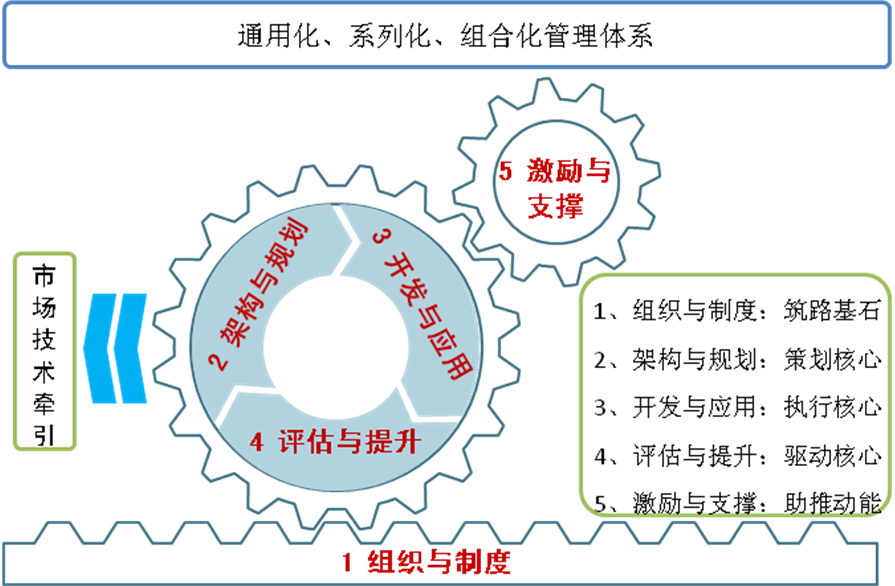 通用化、系列化、组合化管理体系
5 激励与
支撑
2 架构与规划
3 开发与应用
4 评估与提升
市
场
技
术
牵
引
1、组织与制度：筑路基石
2、架构与规划：策划核心
3、开发与应用：执行核心
4、评估与提升：驱动核心
5、激励与支撑：助推动能
1 组织与制度